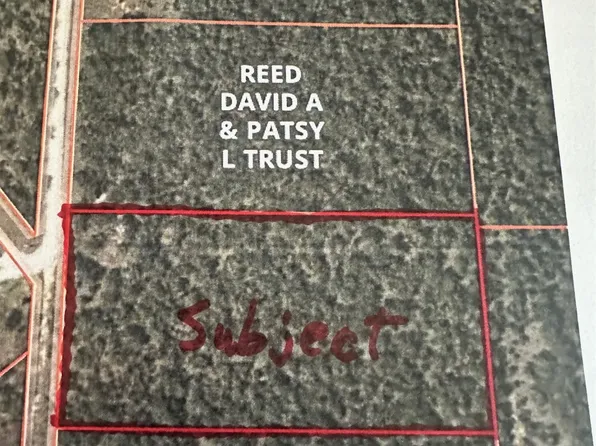 REED
DAVID A
& PATSY
L TRUST
Subject